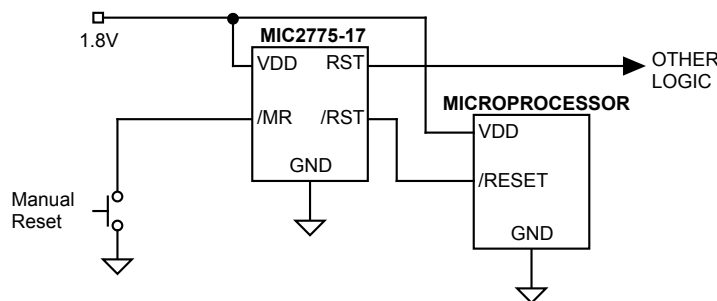 1.8V
MIC2775-17
VDD
RST
/MR
/RST
GND
OTHER
LOGIC
MICROPROCESSOR
VDD
/RESET
GND
Manual
Reset